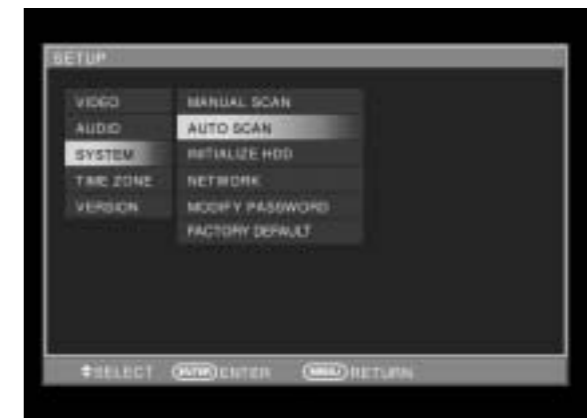 SETUP
VIDEO
AUDIO
SYSTEM
TIME ZONE
VERSION
MANUAL SCAN
AUTO SCAN
INITIALIZE HDD
NETWORK
MODIFY PASSWORD
FACTORY DEFAULT
SELECT ENTER ENTER MENU RETURN